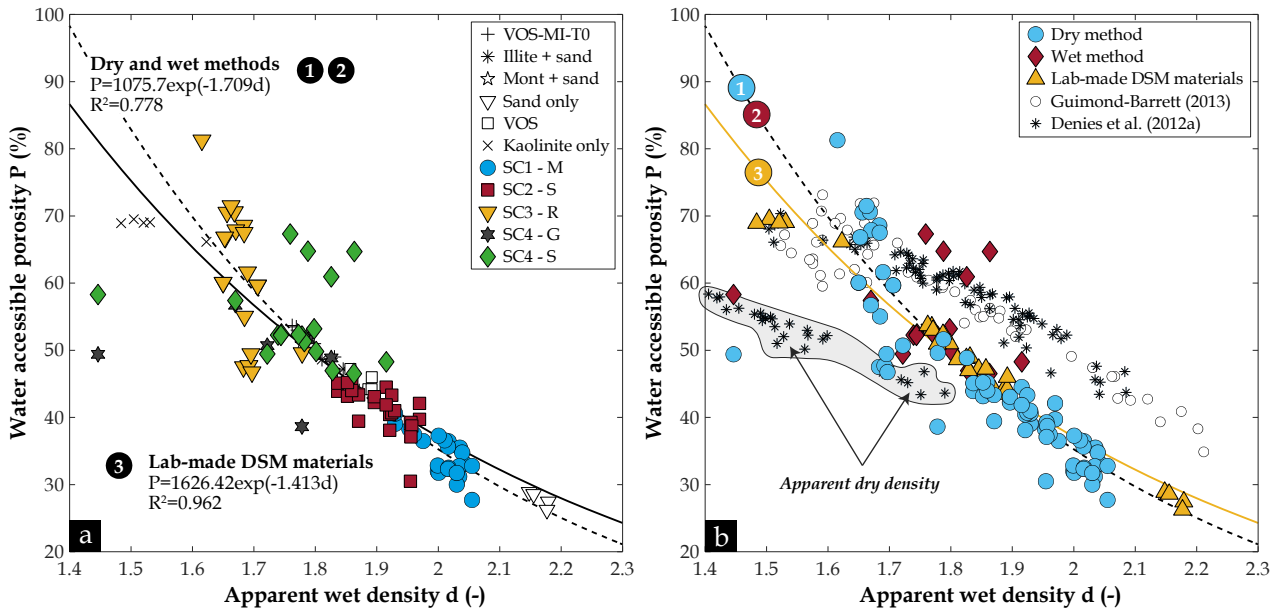 Water accessible porosity P (%)
100
90
80
70
60
50
40
30
20
1.4 1.5 1.6 1.7 1.8 1.9 2 2.1 2.2 2.3
Apparent wet density d (-)
Dry and wet methods 1 2
P=1075.7exp(-1.709d)
R²=0.778
3 Lab-made DSM materials
P=1626.42exp(-1.413d)
R²=0.962
VOS-MI-T0
Illite + sand
Mont + sand
Sand only
VOS
Kaolinite only
SC1 - M
SC2 - S
SC3 - R
SC4 - G
SC4 - S
a
Water accessible porosity P (%)
100
90
80
70
60
50
40
30
20
1.4 1.5 1.6 1.7 1.8 1.9 2 2.1 2.2 2.3
Apparent wet density d (-)
Dry method
Wet method
Lab-made DSM materials
Guimond-Barrett (2013)
Denies et al. (2012a)
1
2
3
Apparent dry density
b